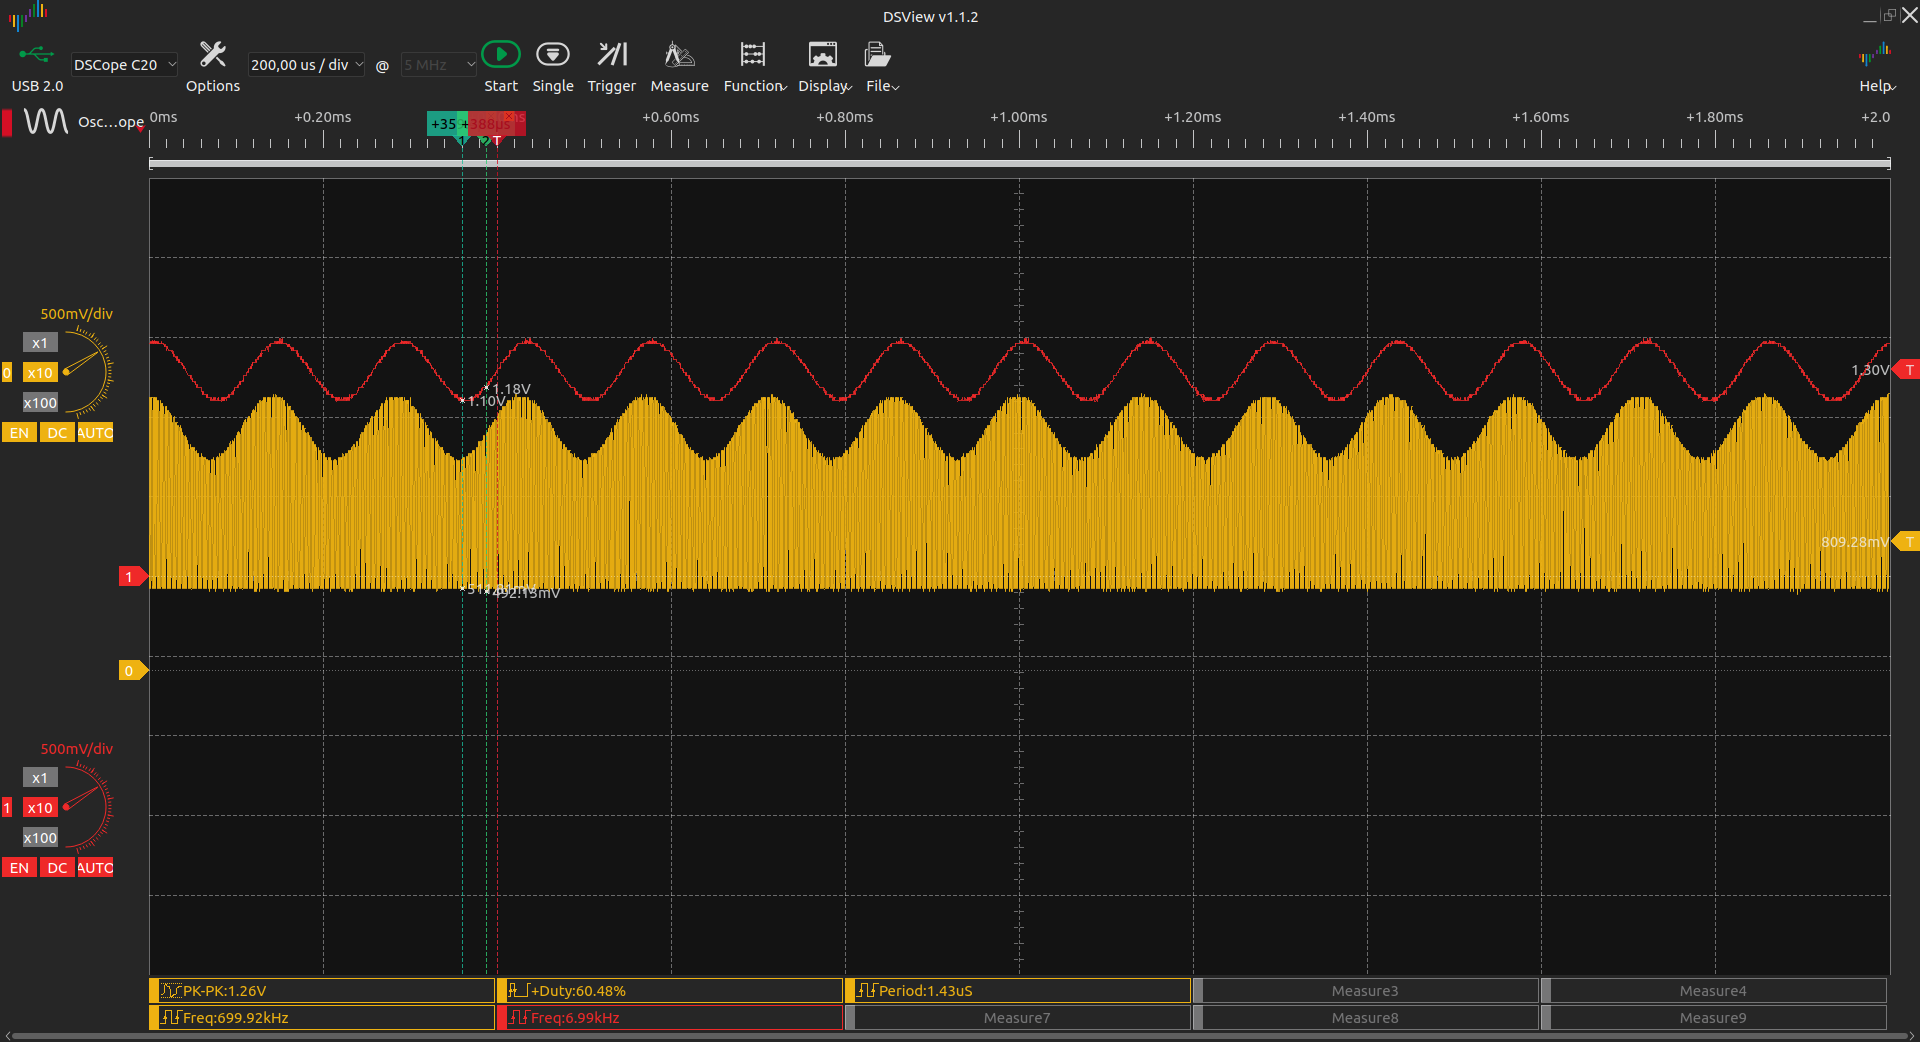 DSView v1.1.2
USB 2.0
DSCope C20
Options
200,00 us / div
@
5 MHz
Start
Single
Trigger
Measure
Function
Display
File
Help
Osc...ope
0ms
+0.20ms
+35
+388µs
+0.60ms
+0.80ms
+1.00ms
+1.20ms
+1.40ms
+1.60ms
+1.80ms
+2.0
T
500mV/div
x1
0
x10
x100
EN DC AUTO
1.18V
1.10V
1.30V
T
809.28mV
T
1
492.13mV
0
500mV/div
x1
1
x10
x100
EN DC AUTO
PK-PK:1.26V
+Duty:60.48%
Period:1.43uS
Measure3
Measure4
Freq:699.92kHz
Freq:6.99kHz
Measure7
Measure8
Measure9